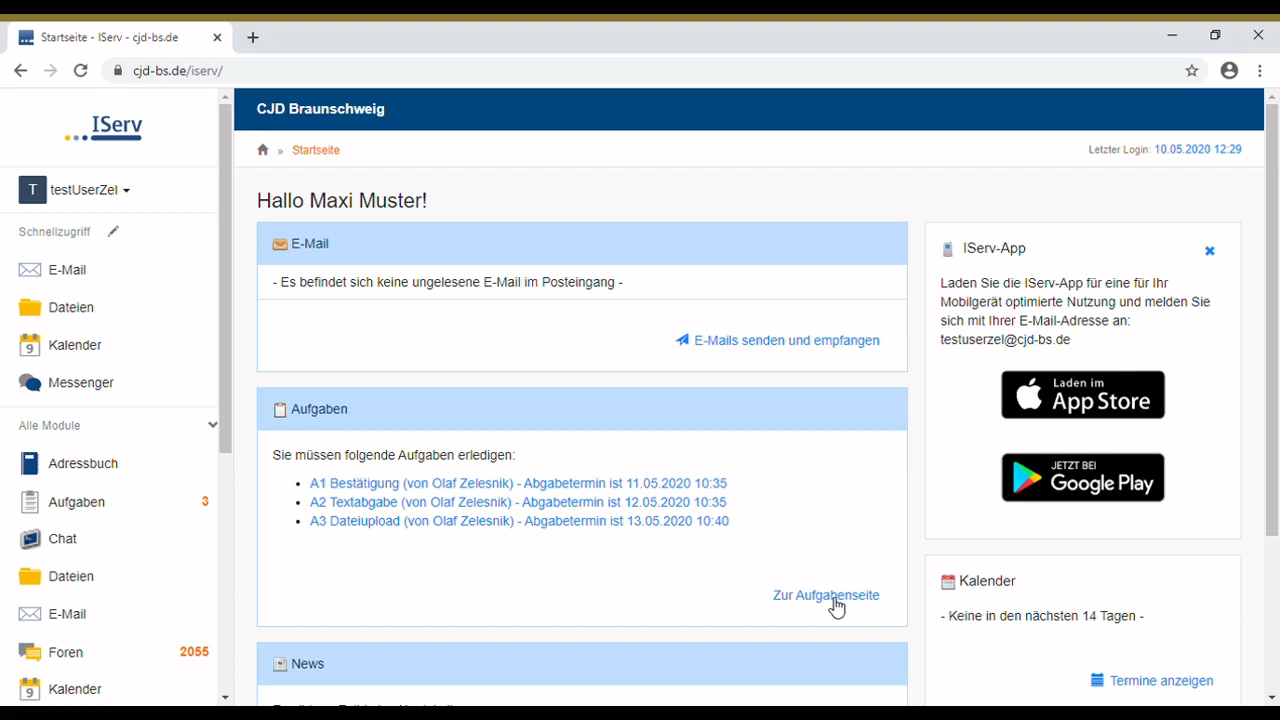 Startseite - IServ - cjd-bs.de
cjd-bs.de/iserv/
IServ
T testUserZel
Schnellzugriff
E-Mail
Dateien
9 Kalender
Messenger
Alle Module
Adressbuch
Aufgaben 3
Chat
Dateien
E-Mail
Foren 2055
9 Kalender
CJD Braunschweig
» Startseite
Letzter Login: 10.05.2020 12:29
Hallo Maxi Muster!
E-Mail
- Es befindet sich keine ungelesene E-Mail im Posteingang -
E-Mails senden und empfangen
Aufgaben
Sie müssen folgende Aufgaben erledigen:
• A1 Bestätigung (von Olaf Zelesnik) - Abgabetermin ist 11.05.2020 10:35
• A2 Textabgabe (von Olaf Zelesnik) - Abgabetermin ist 12.05.2020 10:35
• A3 Dateiupload (von Olaf Zelesnik) - Abgabetermin ist 13.05.2020 10:40
Zur Aufgabenseite
News
IServ-App
Laden Sie die IServ-App für eine für Ihr
Mobilgerät optimierte Nutzung und melden Sie
sich mit Ihrer E-Mail-Adresse an:
testuserzel@cjd-bs.de
Laden im
App Store
JETZT BEI
Google Play
Kalender
- Keine in den nächsten 14 Tagen -
Termine anzeigen